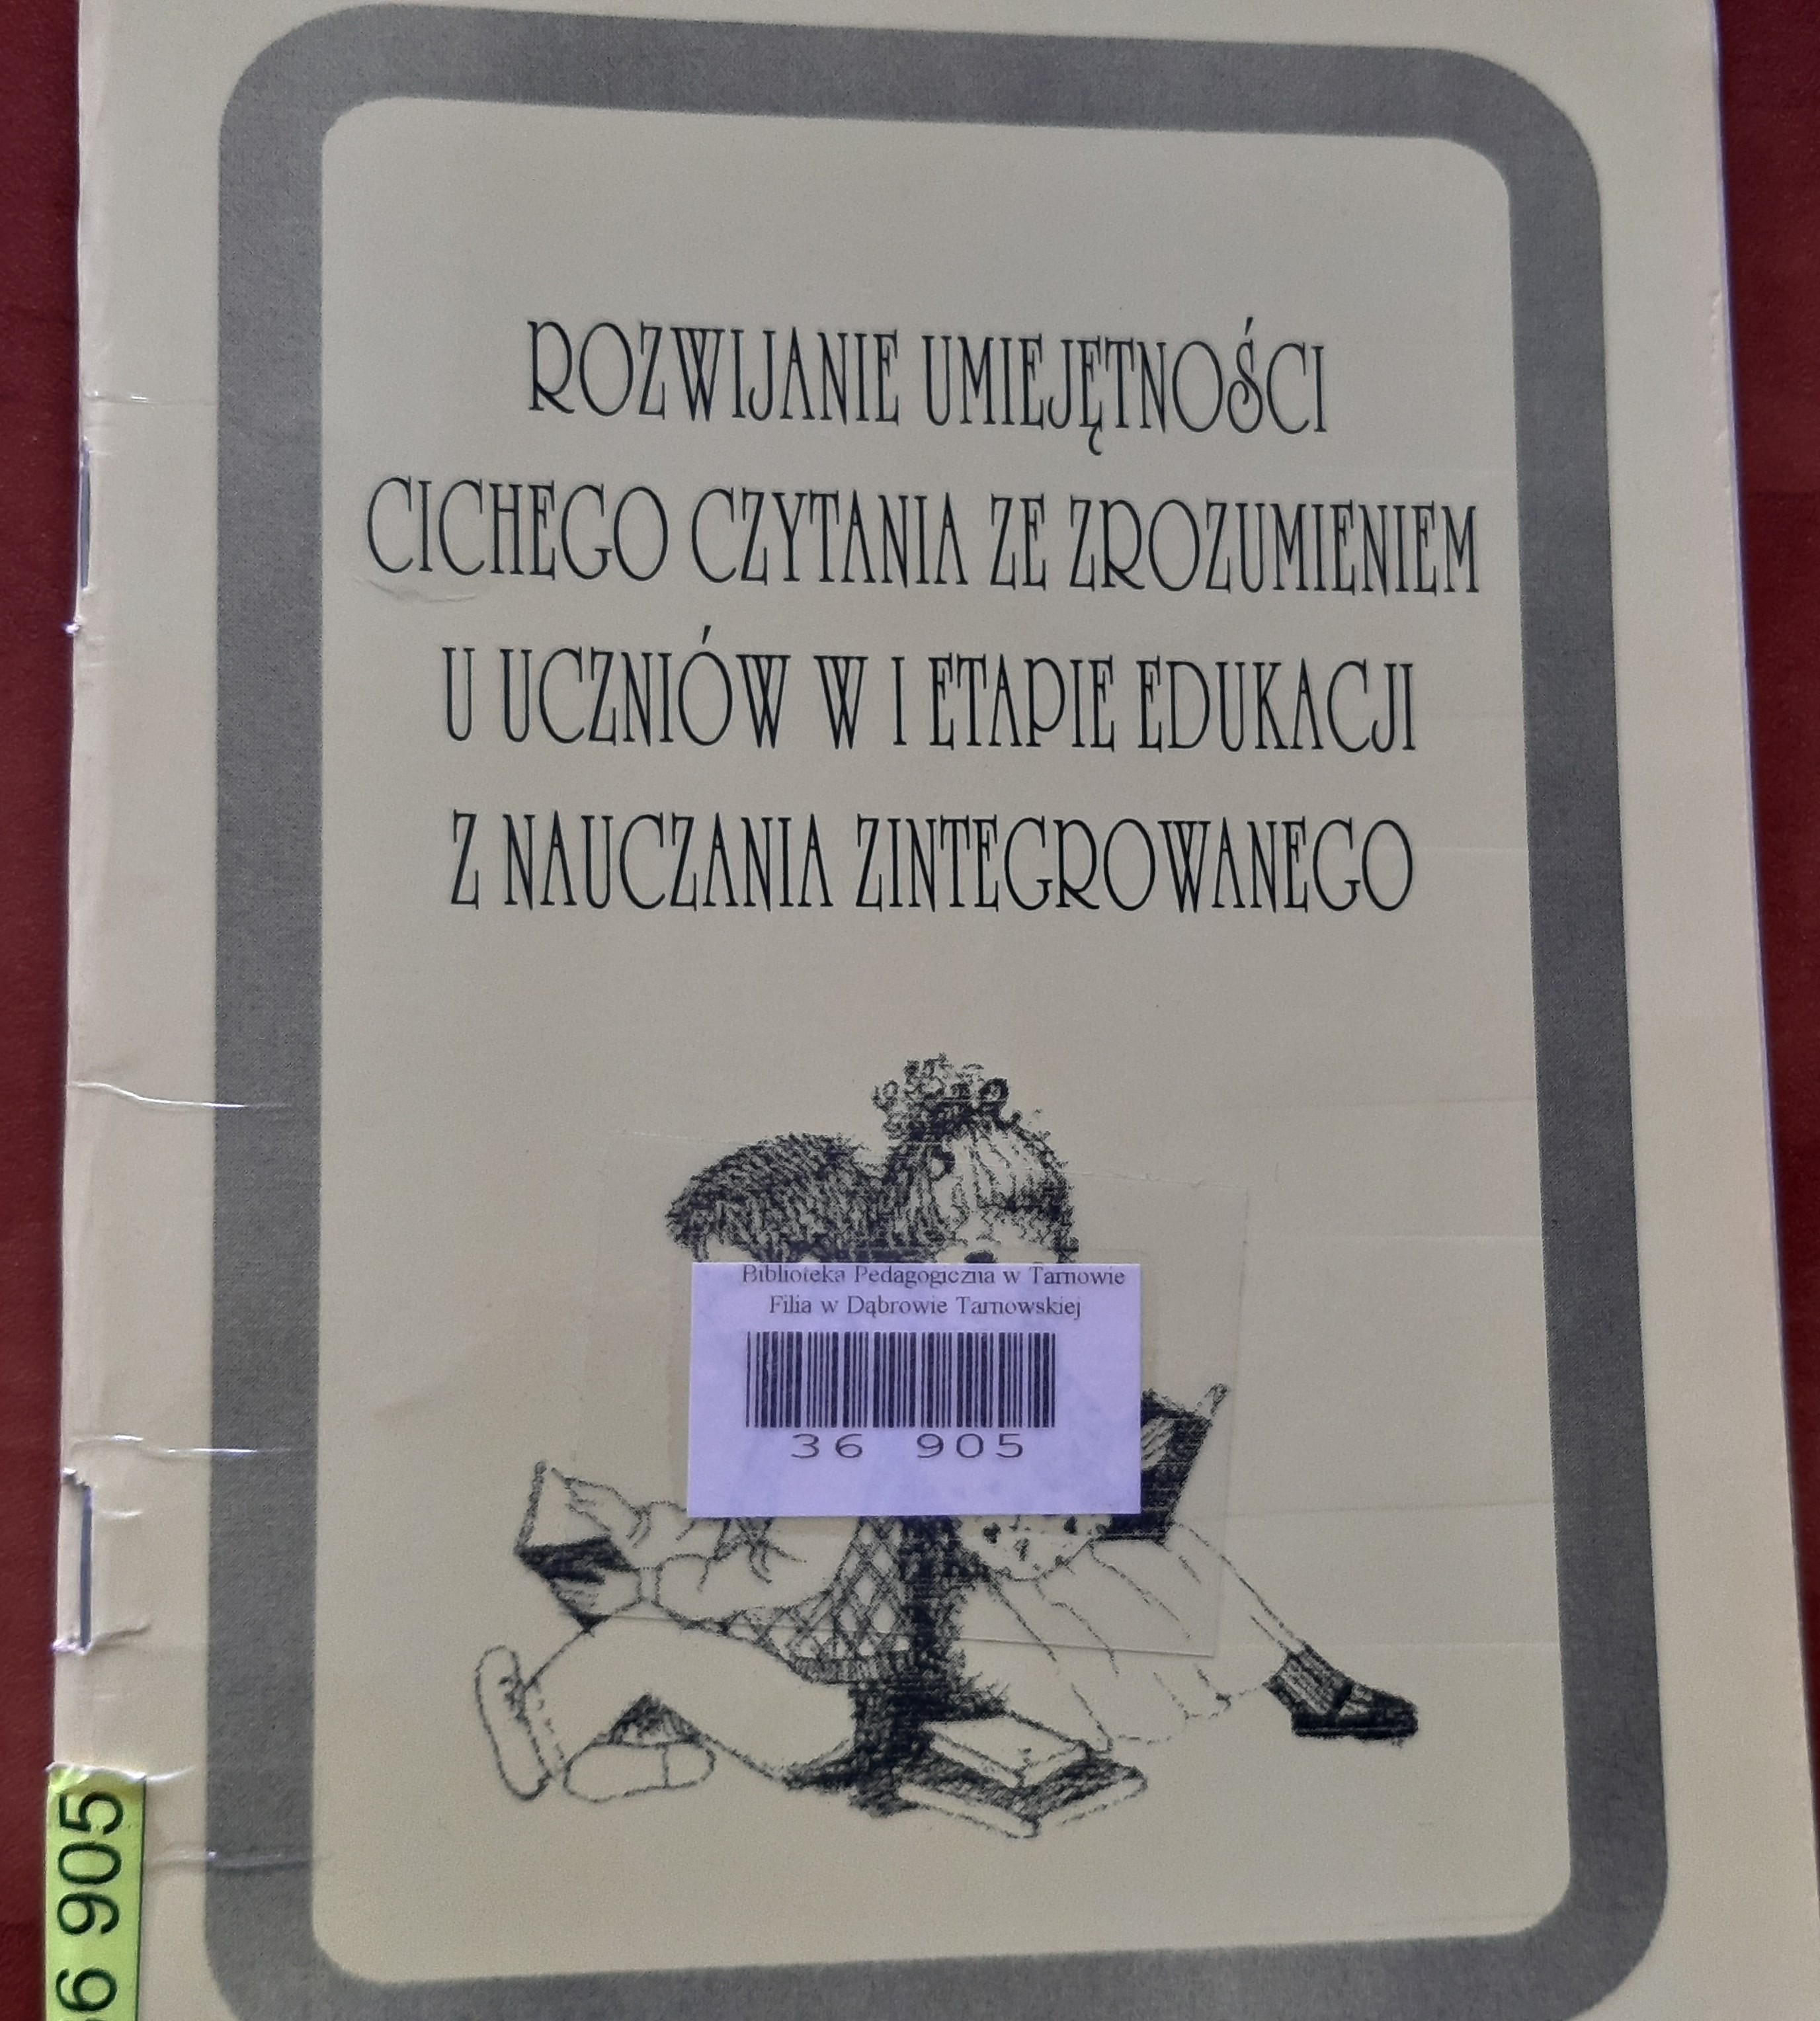 ROZWIJANIE UMIEJĘTNOŚCI
CICHEGO CZYTANIA ZE ZROZUMIENIEM
U UCZNIÓW W I ETAPIE EDUKACJI
Z NAUCZANIA ZINTEGROWANEGO
Biblioteka Pedagogiczna w Tarnowie
Filia w Dąbrowie Tarnowskiej
36 905
6 905